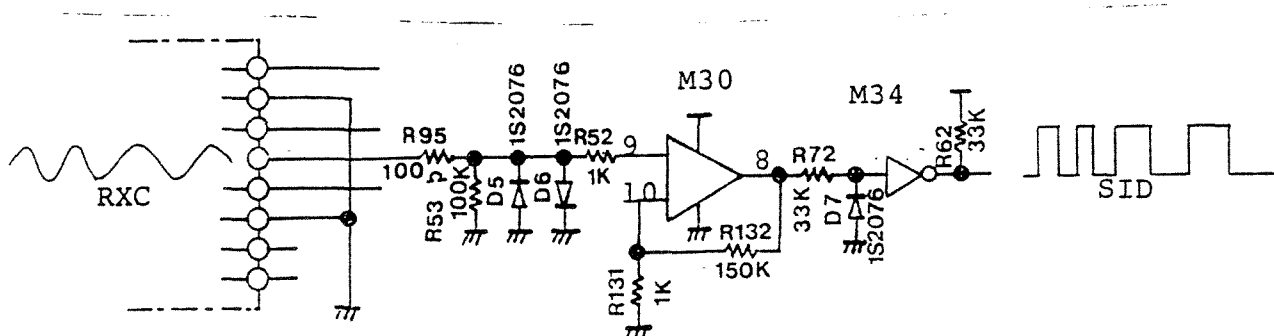 M30
M34
1S2076
1S2076
R95
100
R53
100K
D5
D6
R52
1K
9
10
8
R72
33K
D7
1S2076
R62
33K
R132
150K
R131
1K
RXC
SID